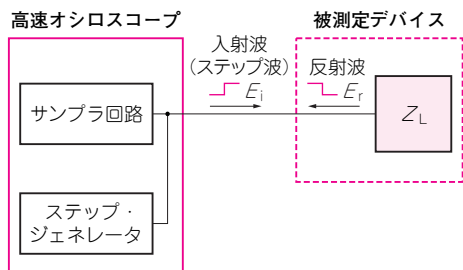 高速オシロスコープ
被測定デバイス
入射波
(ステップ波)
反射波
Ei
Er
サンプラ回路
ZL
ステップ・
ジェネレータ